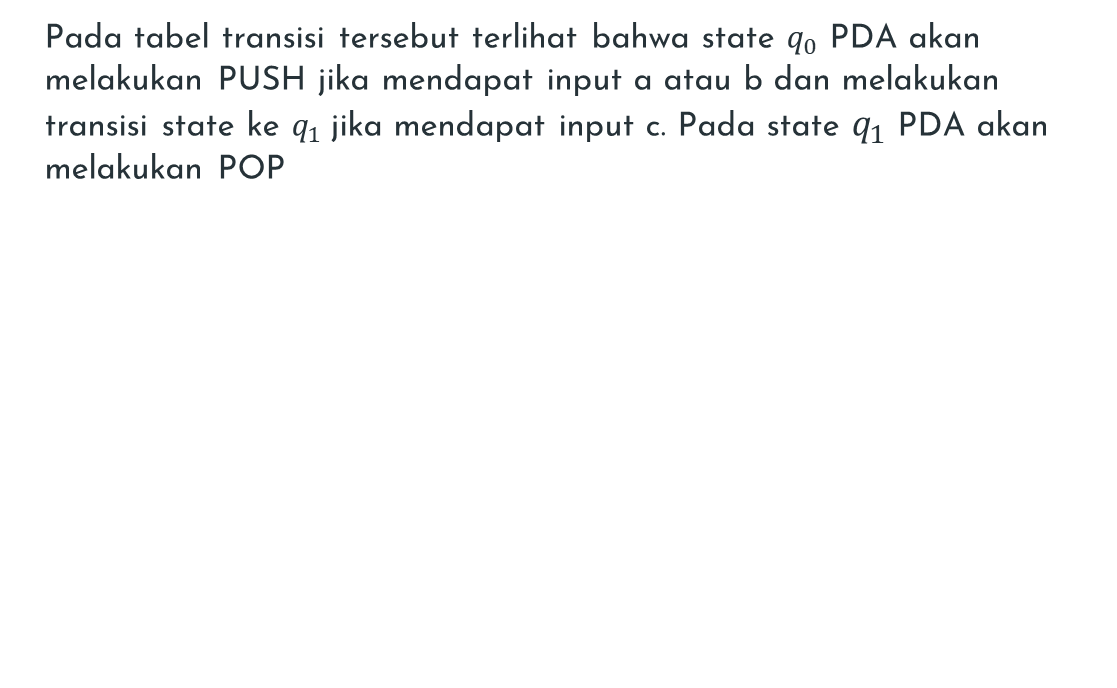 Pada tabel transisi tersebut terlihat bahwa state q₀ PDA akan
melakukan PUSH jika mendapat input a atau b dan melakukan
transisi state ke q₁ jika mendapat input c. Pada state q₁ PDA akan
melakukan POP